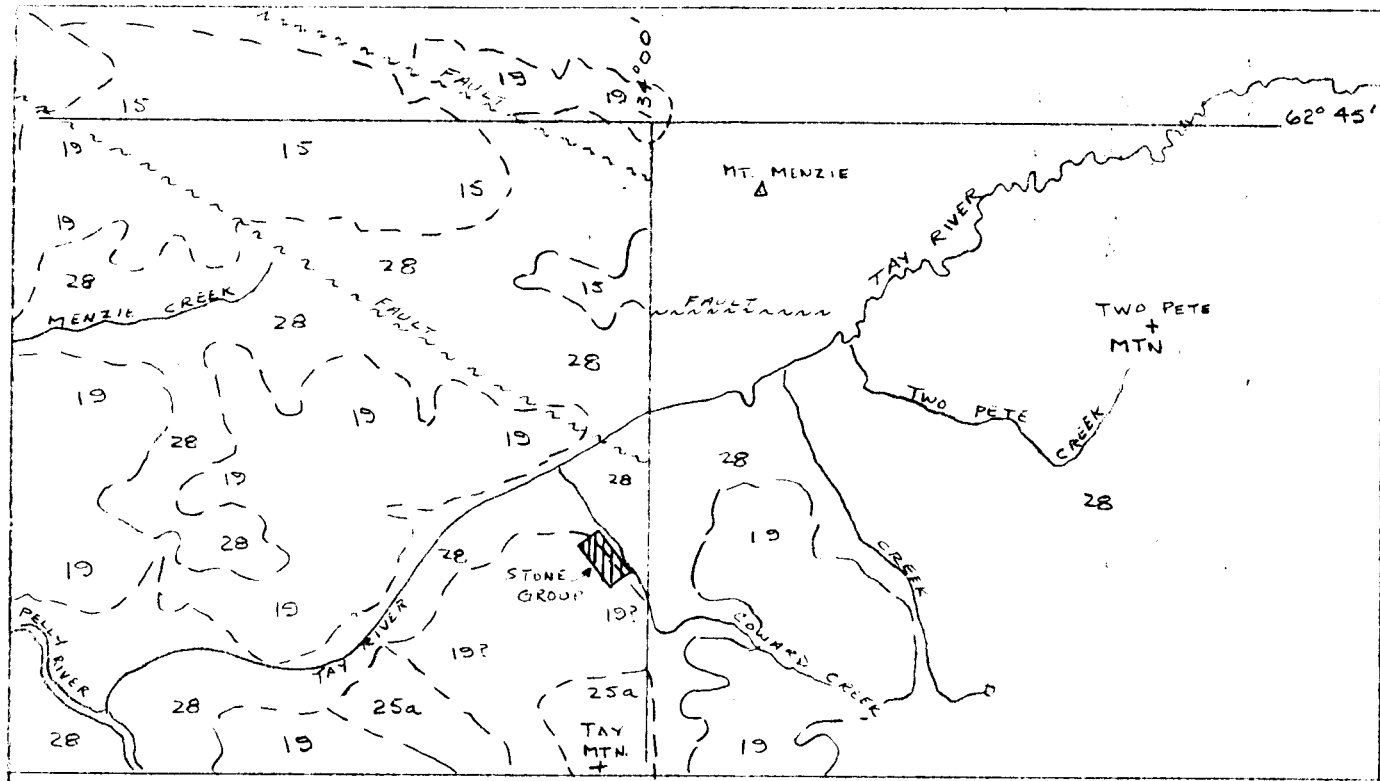 134°00'
62° 45'
19
19
FAULT
15
15
19
15
MT. MENZIE
19
TAY RIVER
28
28
15
MENZIE CREEK
28
FAULT
FAULT
TWO PETE
MTN
28
19
19
TWO PETE CREEK
28
19
28
19
28
28
28
28
19
19
STONE
GROUP
CREEK
19
19?
PELLY
RIVER
COWARD CREEK
TAY RIVER
19?
28
25a
25a
28
19
TAY
MTN.
19